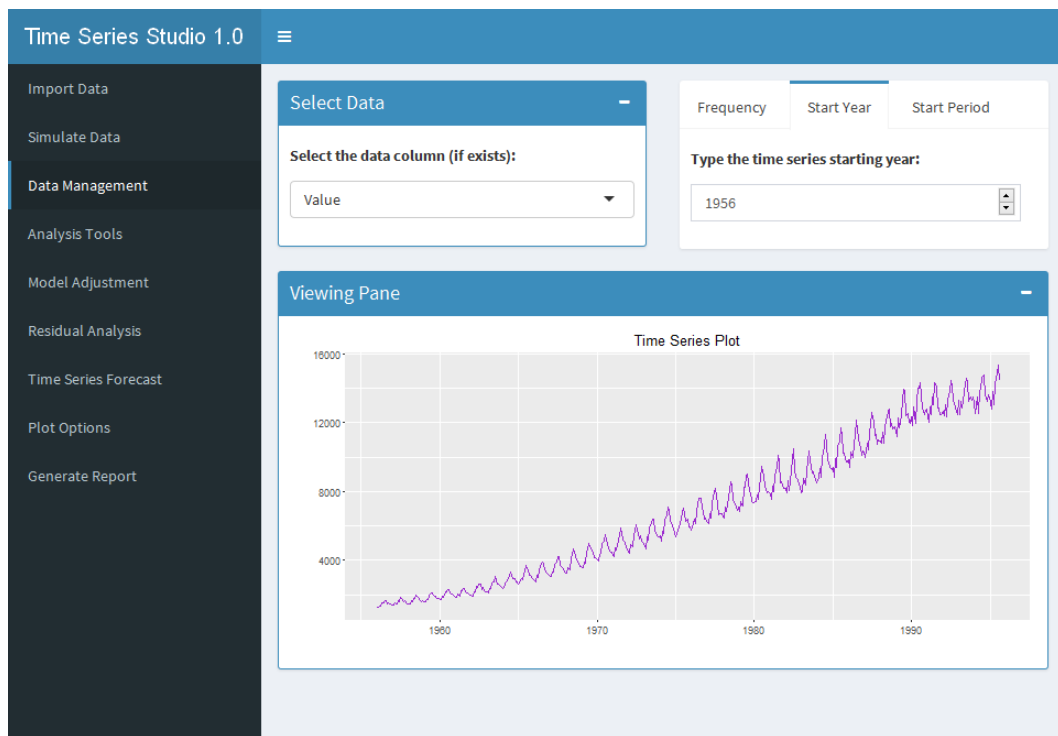 Time Series Studio 1.0
Import Data
Simulate Data
Data Management
Analysis Tools
Model Adjustment
Residual Analysis
Time Series Forecast
Plot Options
Generate Report
Select Data
Select the data column (if exists):
Value
Frequency Start Year Start Period
Type the time series starting year:
1956
Viewing Pane
Time Series Plot
16000
12000
8000
4000
1960 1970 1980 1990